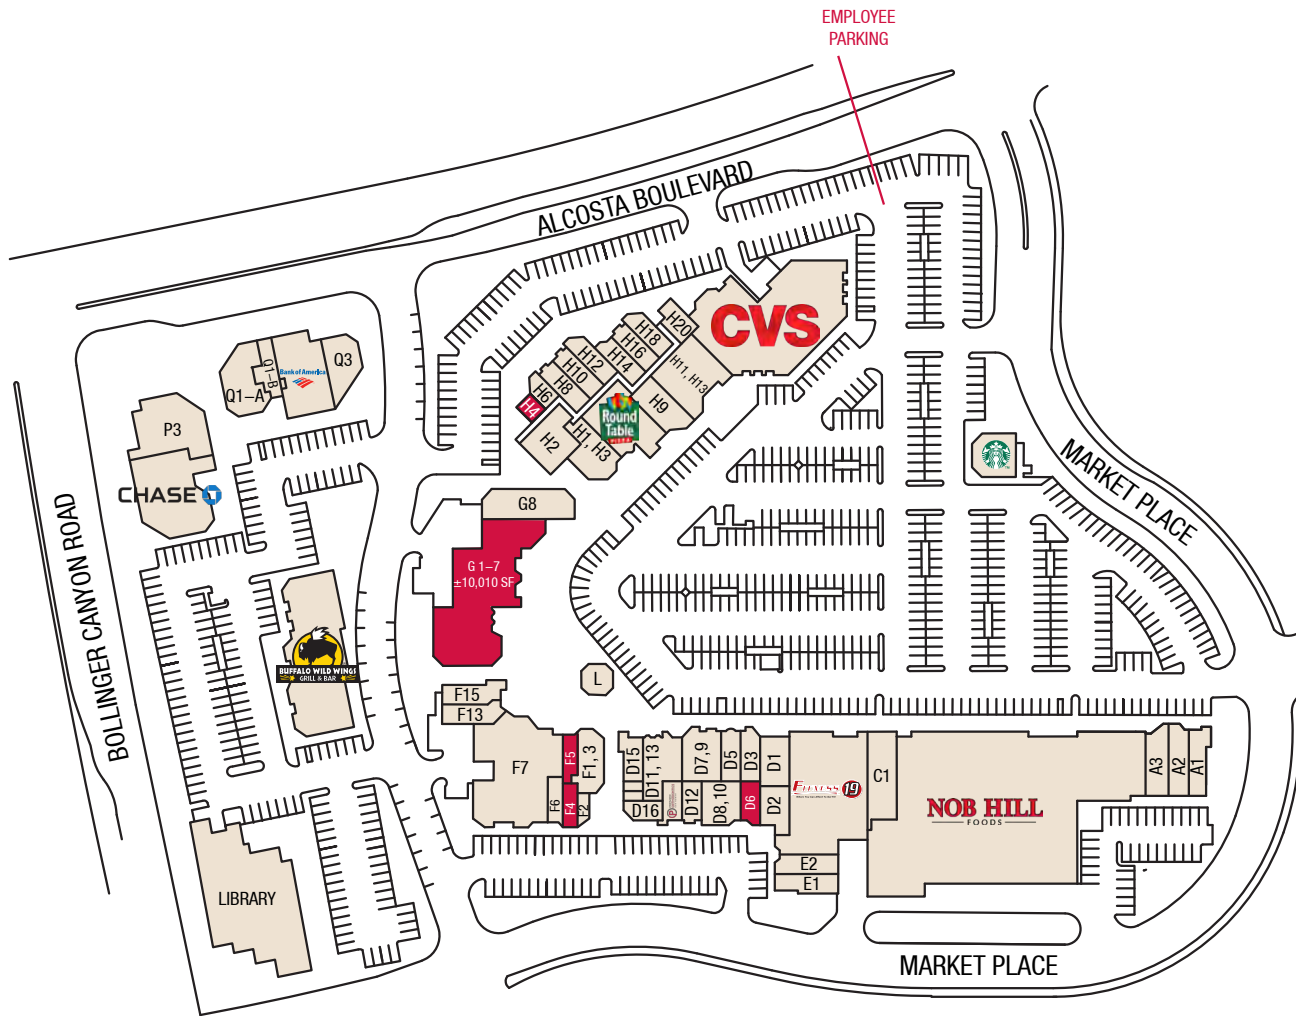 EMPLOYEE
PARKING
ALCOSTA BOULEVARD
CVS
H20
H18
H16
H14
H12
H10
H8
H6
H4
H11, H13
H9
Round
Table
PIZZA
H1, H3
H2
Q1–A
Q1–B
Bank of America
Q3
P3
CHASE
BOLLINGER CANYON ROAD
MARKET PLACE
G8
G 1–7
±10,010 SF
BUFFALO WILD WINGS
GRILL & BAR
L
F15
F13
F7
F5
F1, 3
F6
F4
F2
D15
D11, 13
D7,9
D5
D3
D1
D16
D12
D8, 10
D6
D2
FITNESS 19
C1
NOB HILL
FOODS
A3
A2
A1
E2
E1
LIBRARY
MARKET PLACE